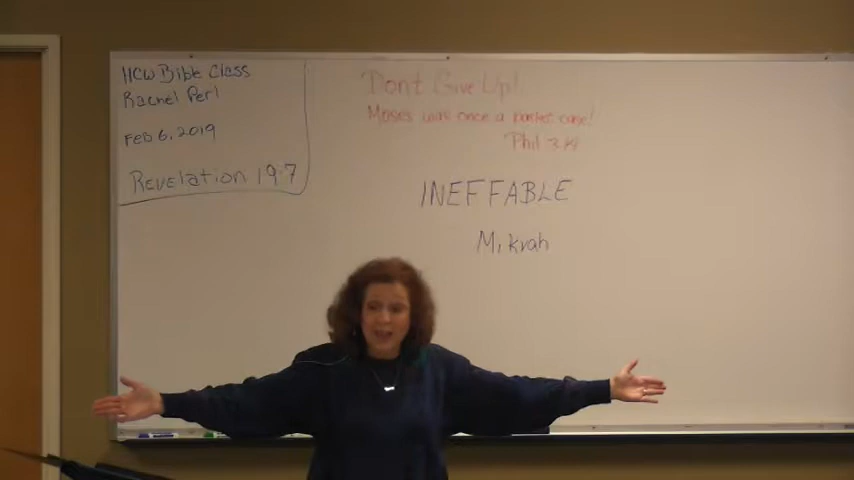 HCW Bible Class
Rachel Perl
Feb 6, 2019
Revelation 19:7
Don't Give Up!
Moses was once a basket case!
Phil 3:14
INEFFABLE
Mikvah